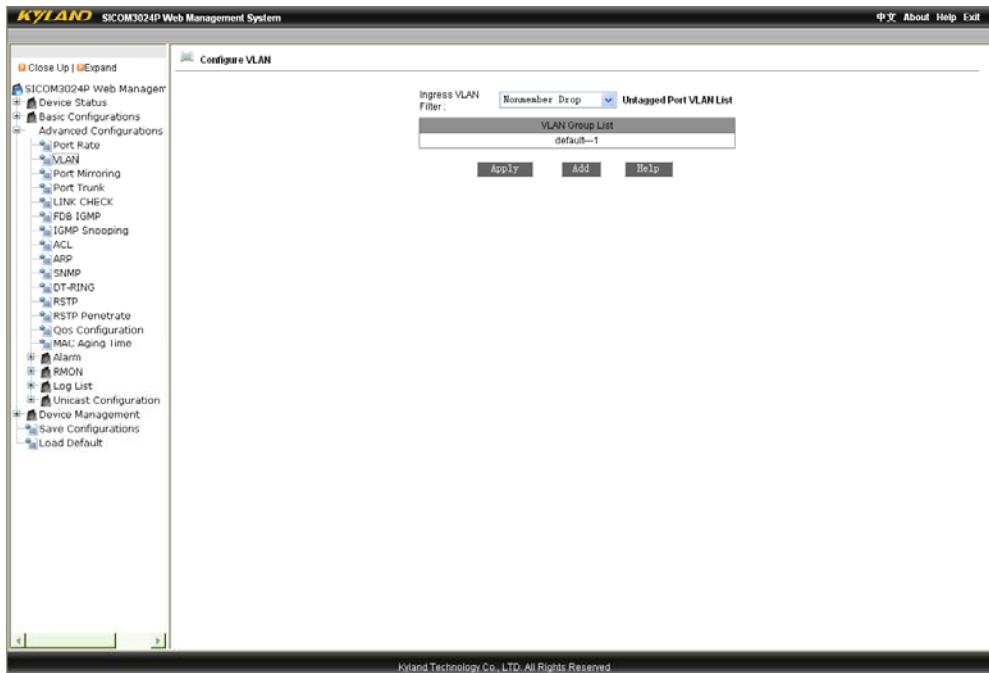 KYLAND SICOM3024P Web Management System
中文 About Help Exit
Close Up | Expand
SICOM3024P Web Managem
Device Status
Basic Configurations
Advanced Configurations
Port Rate
VLAN
Port Mirroring
Port Trunk
LINK CHECK
FDB IGMP
IGMP Snooping
ACL
ARP
SNMP
DT-RING
RSTP
RSTP Penetrate
Qos Configuration
MAC Aging Time
Alarm
RMON
Log List
Unicast Configuration
Device Management
Save Configurations
Load Default
Configure VLAN
Ingress VLAN
Filter :
Nonmember Drop
Untagged Port VLAN List
VLAN Group List
default---1
Apply Add Help
Kyland Technology Co., LTD. All Rights Reserved